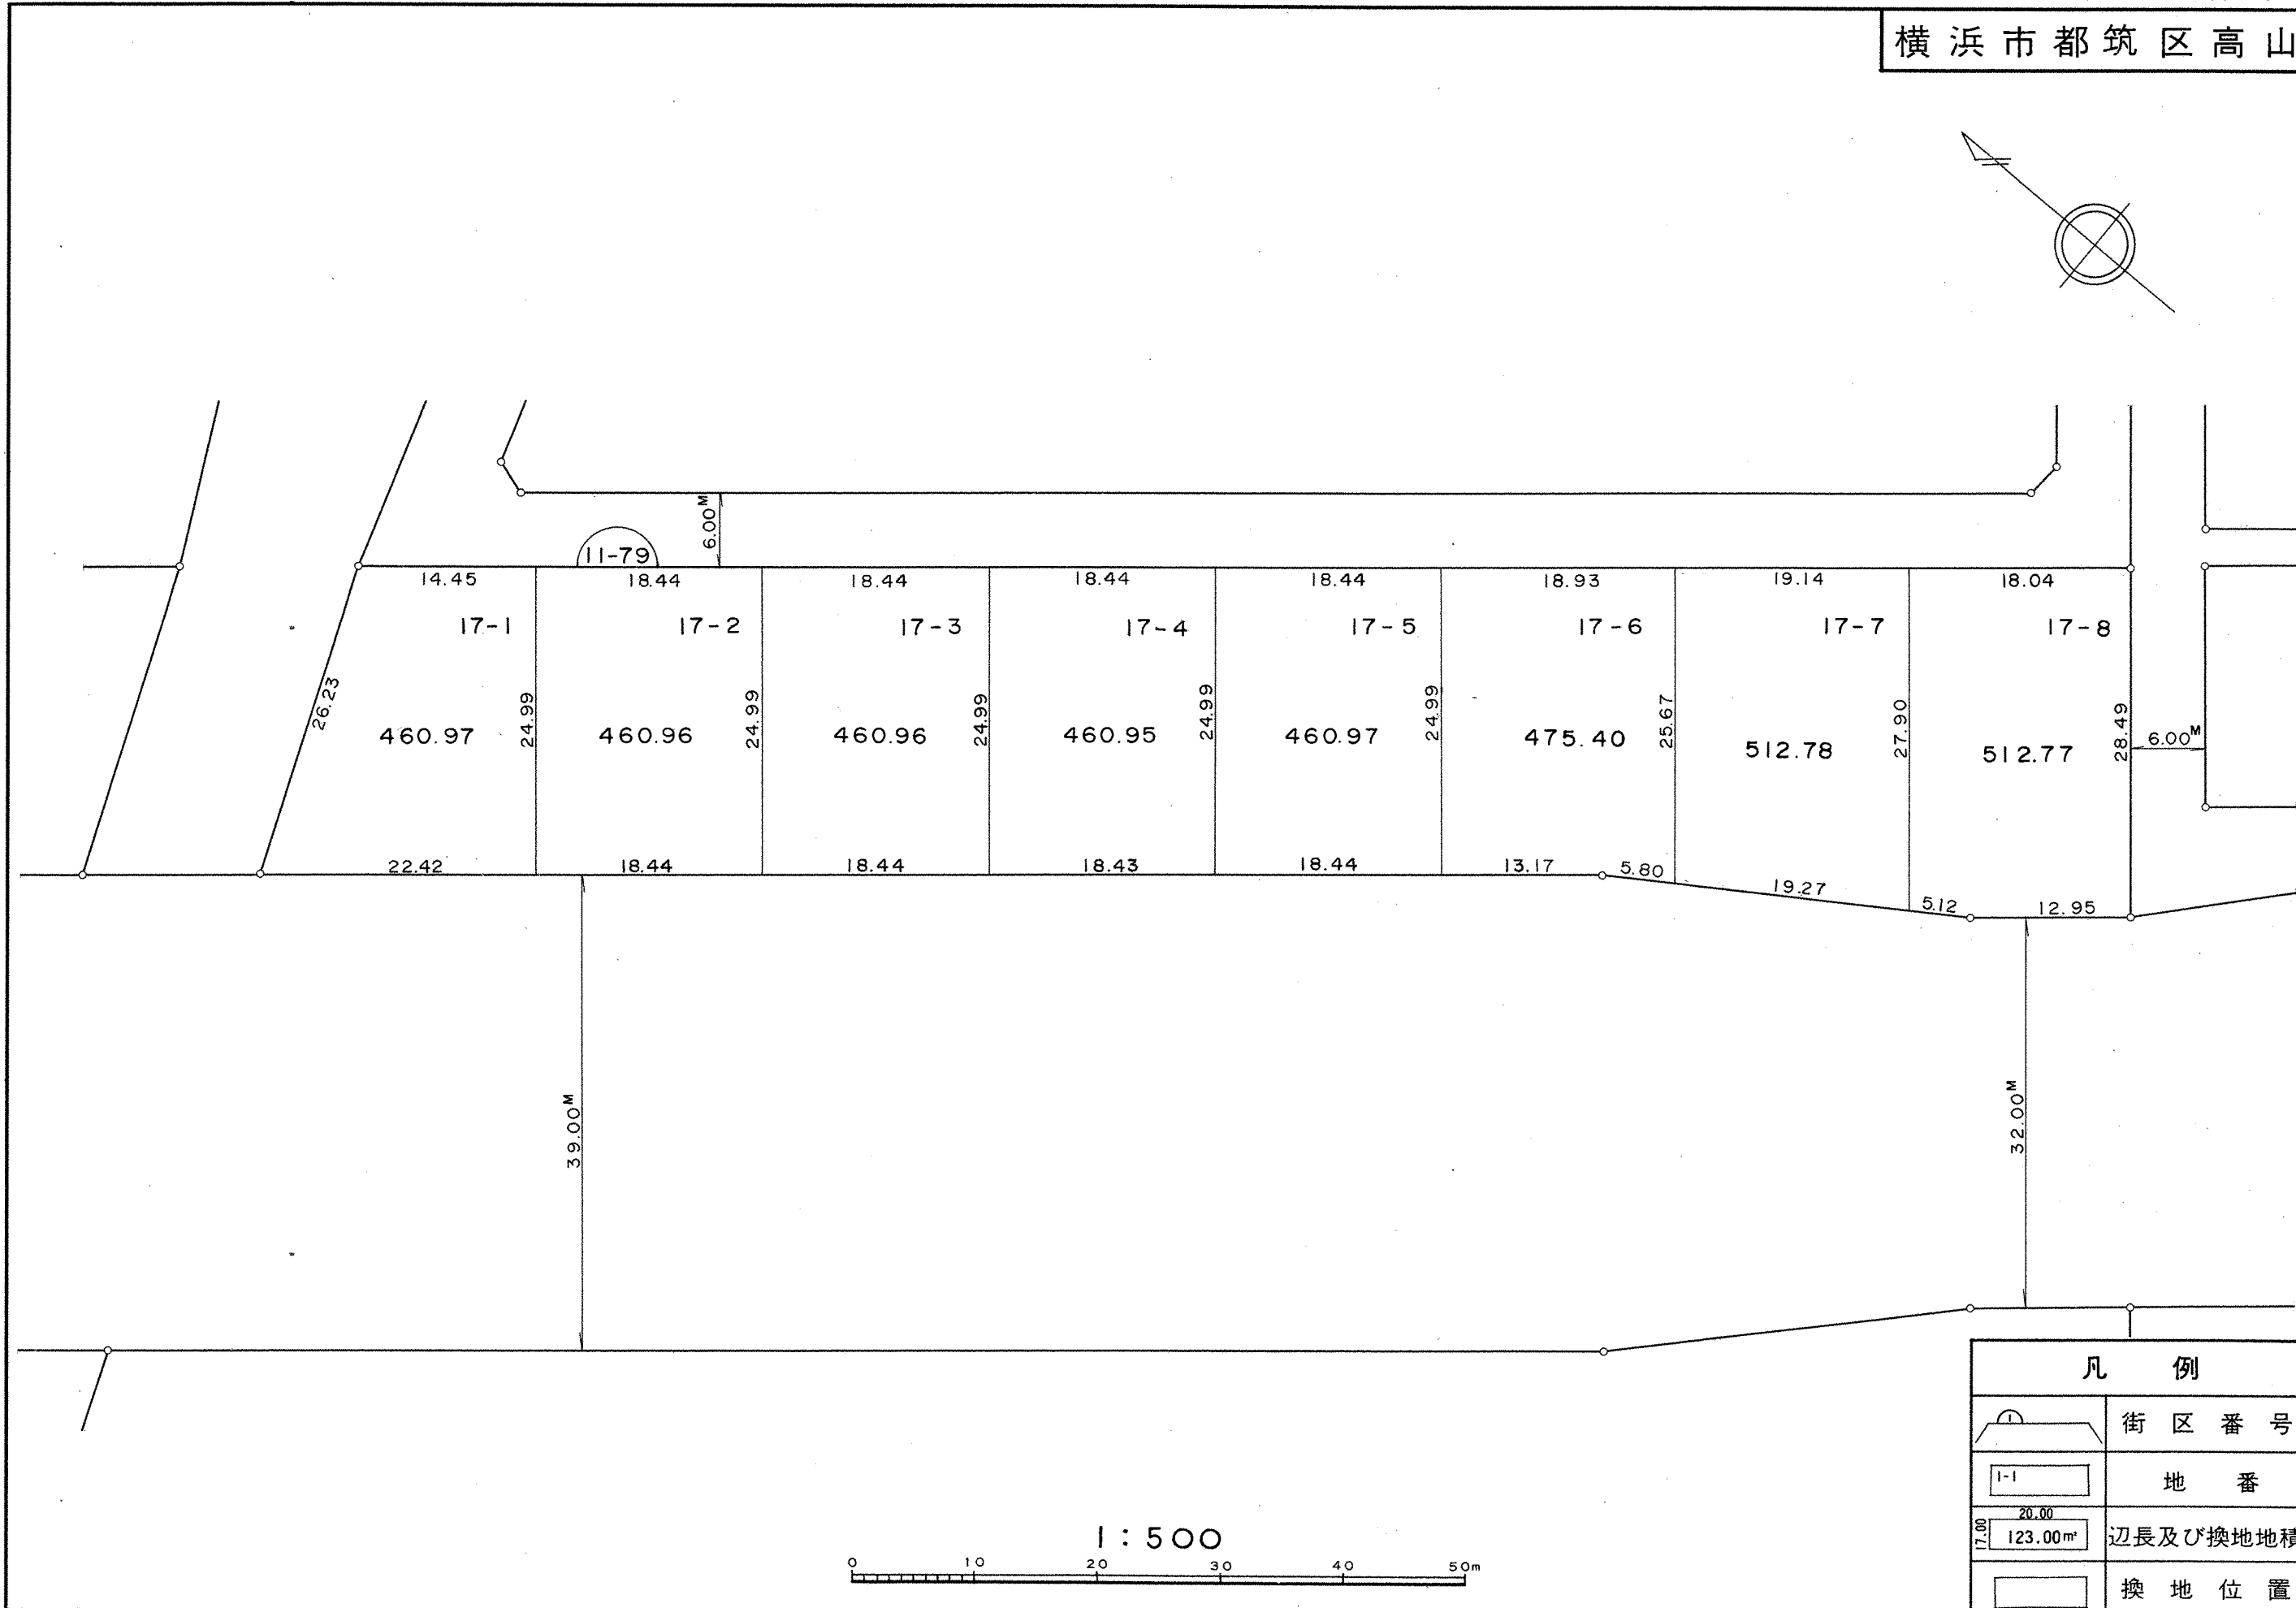 横浜市都筑区高山
6.00M
11-79
14.45 18.44 18.44 18.44 18.44 18.93 19.14 18.04
17-1 17-2 17-3 17-4 17-5 17-6 17-7 17-8
26.23 24.99 24.99 24.99 24.99 24.99 25.67 27.90 28.49
460.97 460.96 460.96 460.95 460.97 475.40 512.78 512.77
6.00M
22.42 18.44 18.44 18.43 18.44 13.17 5.80 19.27 5.12 12.95
39.00M
32.00M
凡例
1
街区番号
1-1
地番
20.00
17.00
123.00㎡
辺長及び換地地積
換地位置
1:500
0 10 20 30 40 50m